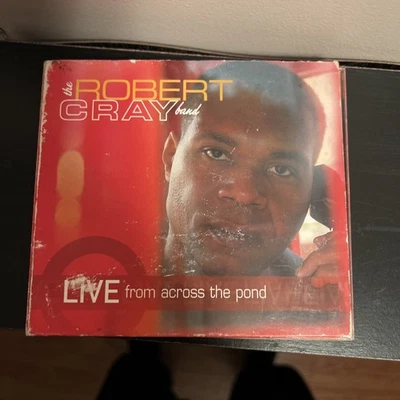 the ROBERT
CRAY band
LIVE from across the pond